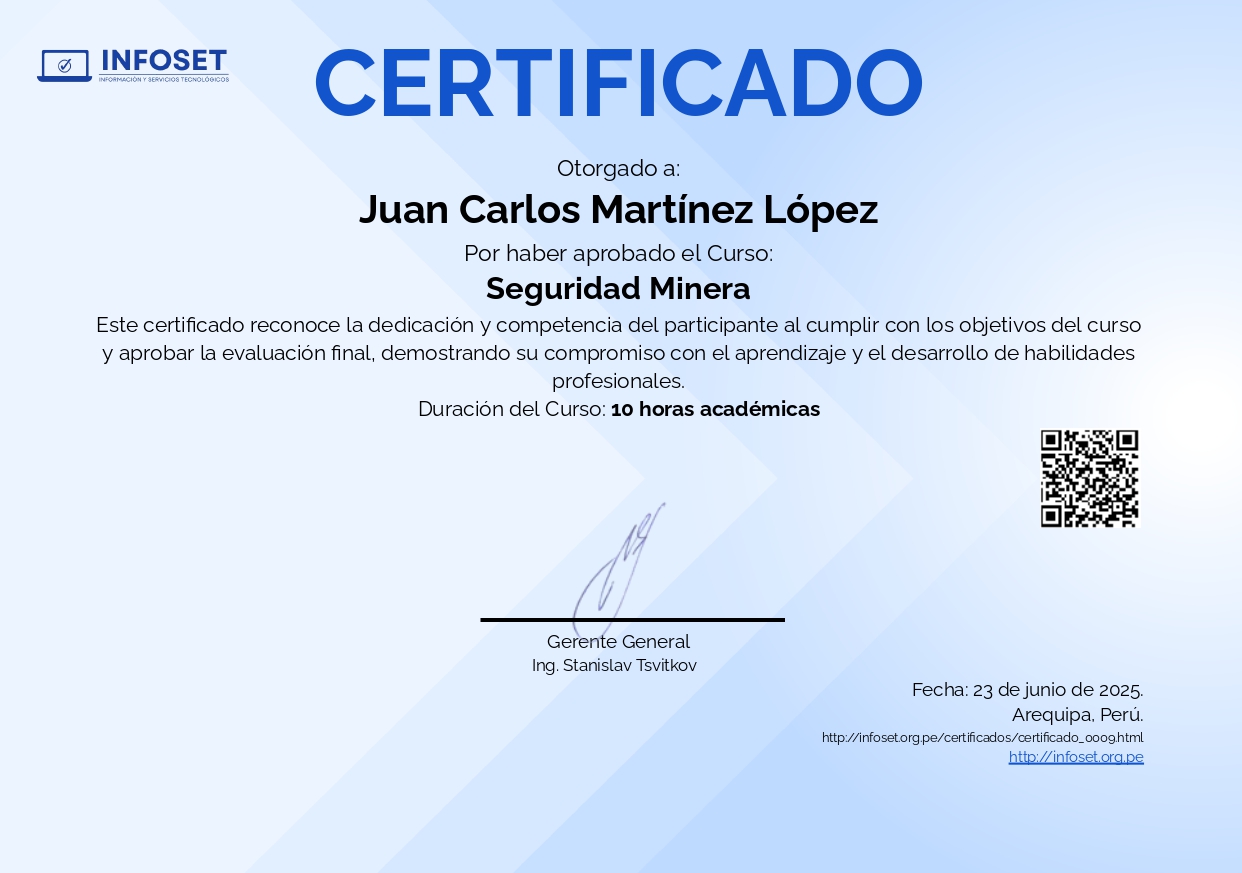 INFOSET
INFORMACIÓN Y SERVICIOS TECNOLÓGICOS
CERTIFICADO
Otorgado a:
Juan Carlos Martínez López
Por haber aprobado el Curso:
Seguridad Minera
Este certificado reconoce la dedicación y competencia del participante al cumplir con los objetivos del curso
y aprobar la evaluación final, demostrando su compromiso con el aprendizaje y el desarrollo de habilidades
profesionales.
Duración del Curso: 10 horas académicas
Gerente General
Ing. Stanislav Tsvitkov
Fecha: 23 de junio de 2025.
Arequipa, Perú.
http://infoset.org.pe/certificados/certificado_0009.html
http://infoset.org.pe